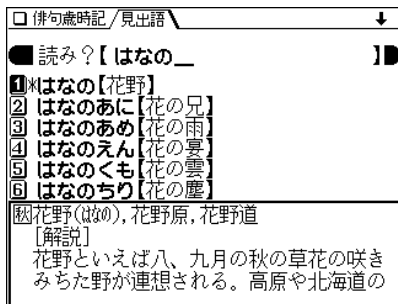 俳句歳時記/見出語
読み?【はなの__ 】
1※はなの【花野】
2 はなのあに【花の兄】
3 はなのあめ【花の雨】
4 はなのえん【花の宴】
5 はなのくも【花の雲】
6 はなのちり【花の塵】
秋花野(はなの),花野原,花野道
[解説]
花野といえば八、九月の秋の草花の咲き
みちた野が連想される。高原や北海道の